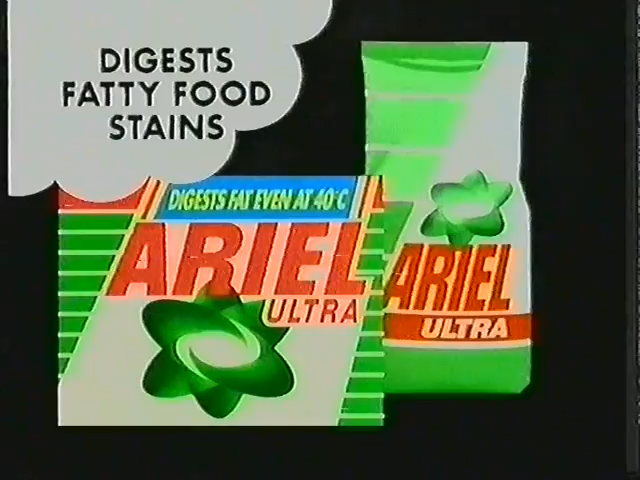 DIGESTS
FATTY FOOD
STAINS
DIGESTS FAT EVEN AT 40°C
ARIEL
ULTRA
ARIEL
ULTRA